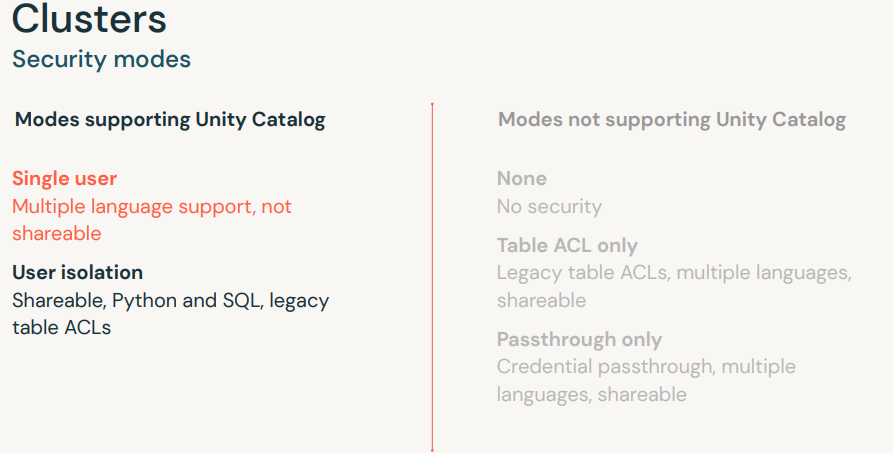 Clusters
Security modes
Modes supporting Unity Catalog
Single user
Multiple language support, not
shareable
User isolation
Shareable, Python and SQL, legacy
table ACLs
Modes not supporting Unity Catalog
None
No security
Table ACL only
Legacy table ACLs, multiple languages,
shareable
Passthrough only
Credential passthrough, multiple
languages, shareable